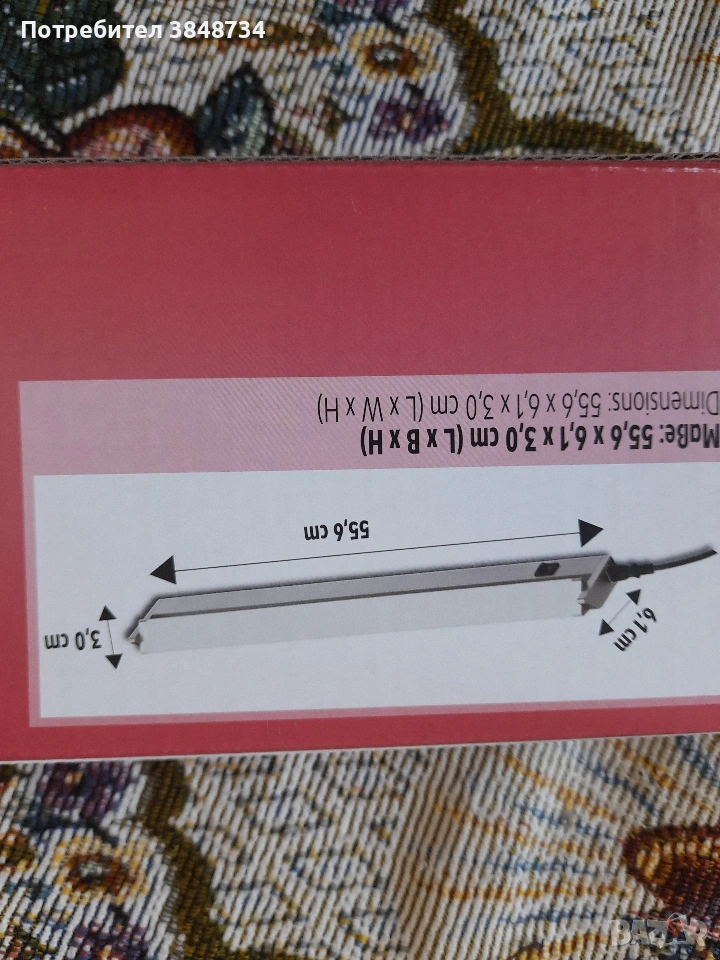 Потребител 3848734
Dimensions: 55,6 x 6,1 x 3,0 cm (L x W x H)
Maße: 55,6 x 6,1 x 3,0 cm (L x B x H)
55,6 cm
6,1 cm
3,0 cm
BAZAR